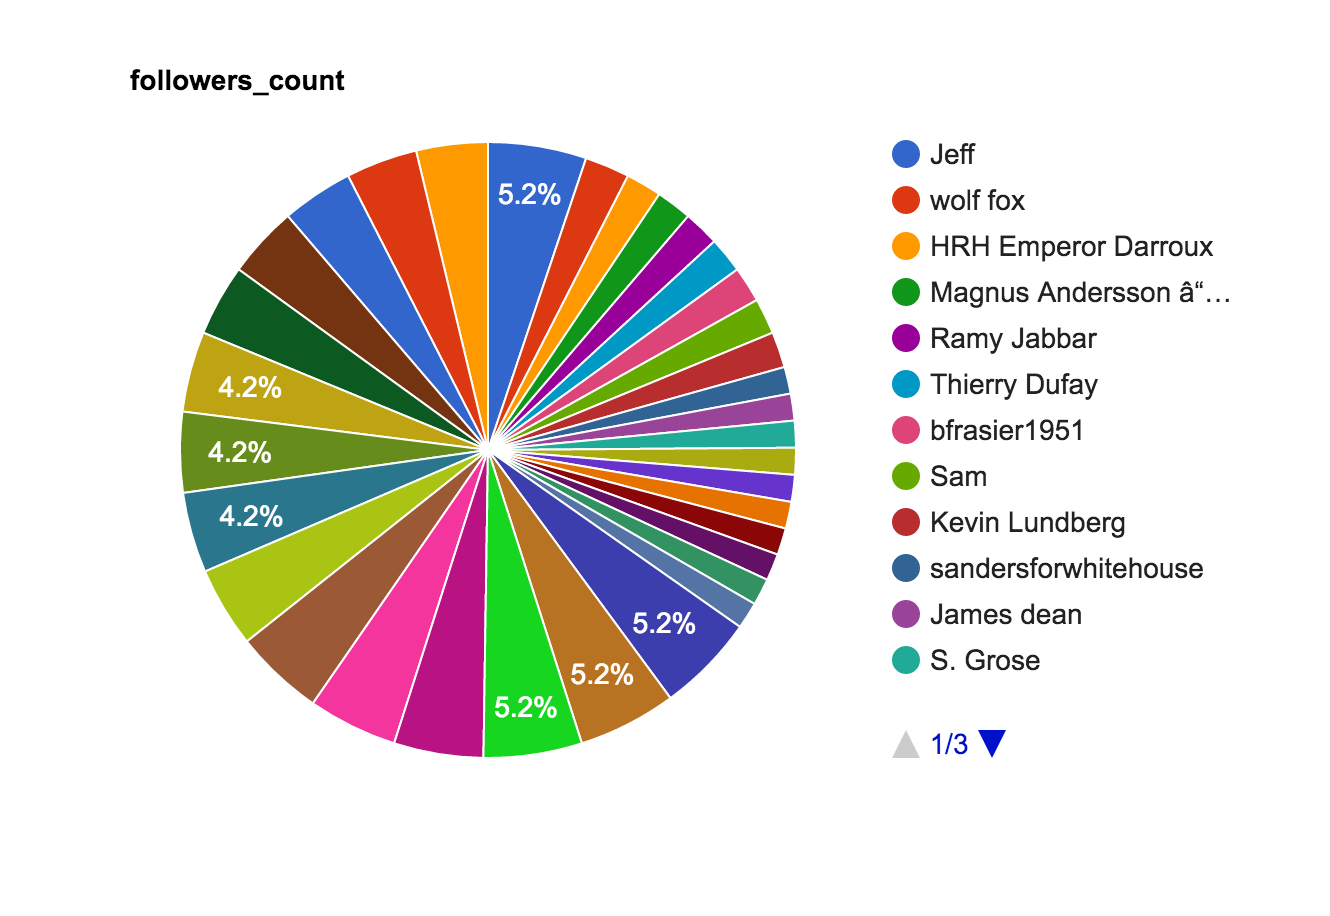 followers_count
5.2%
4.2%
4.2%
4.2%
5.2%
5.2%
5.2%
Jeff
wolf fox
HRH Emperor Darroux
Magnus Andersson â“…
Ramy Jabbar
Thierry Dufay
bfrasier1951
Sam
Kevin Lundberg
sandersforwhitehouse
James dean
S. Grose
1/3